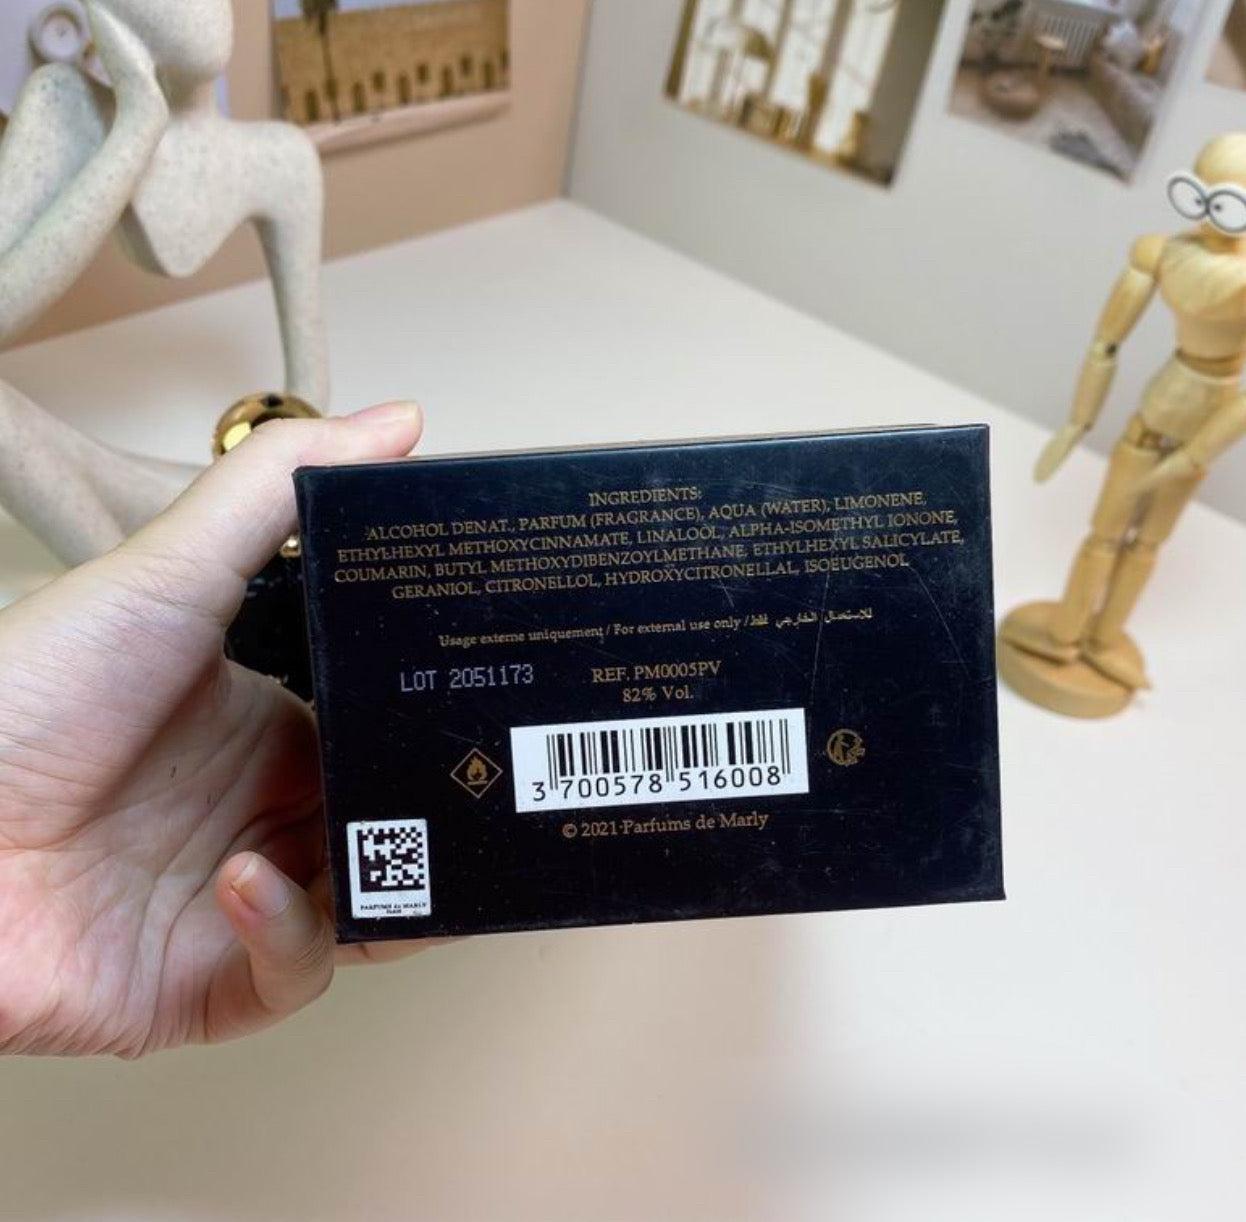 INGREDIENTS:
ALCOHOL DENAT., PARFUM (FRAGRANCE), AQUA (WATER), LIMONENE,
ETHYLHEXYL METHOXYCINNAMATE, LINALOOL, ALPHA-ISOMETHYL IONONE,
COUMARIN, BUTYL METHOXYDIBENZOYLMETHANE, ETHYLHEXYL SALICYLATE,
GERANIOL, CITRONELLOL, HYDROXYCITRONELLAL, ISOEUGENOL
Usage externe uniquement / For external use only / للاستعمال الخارجي فقط
LOT 2051173
REF. PM0005PV
82% Vol.
3 700578 516008
© 2021 Parfums de Marly
PARFUMS de MARLY
PARIS